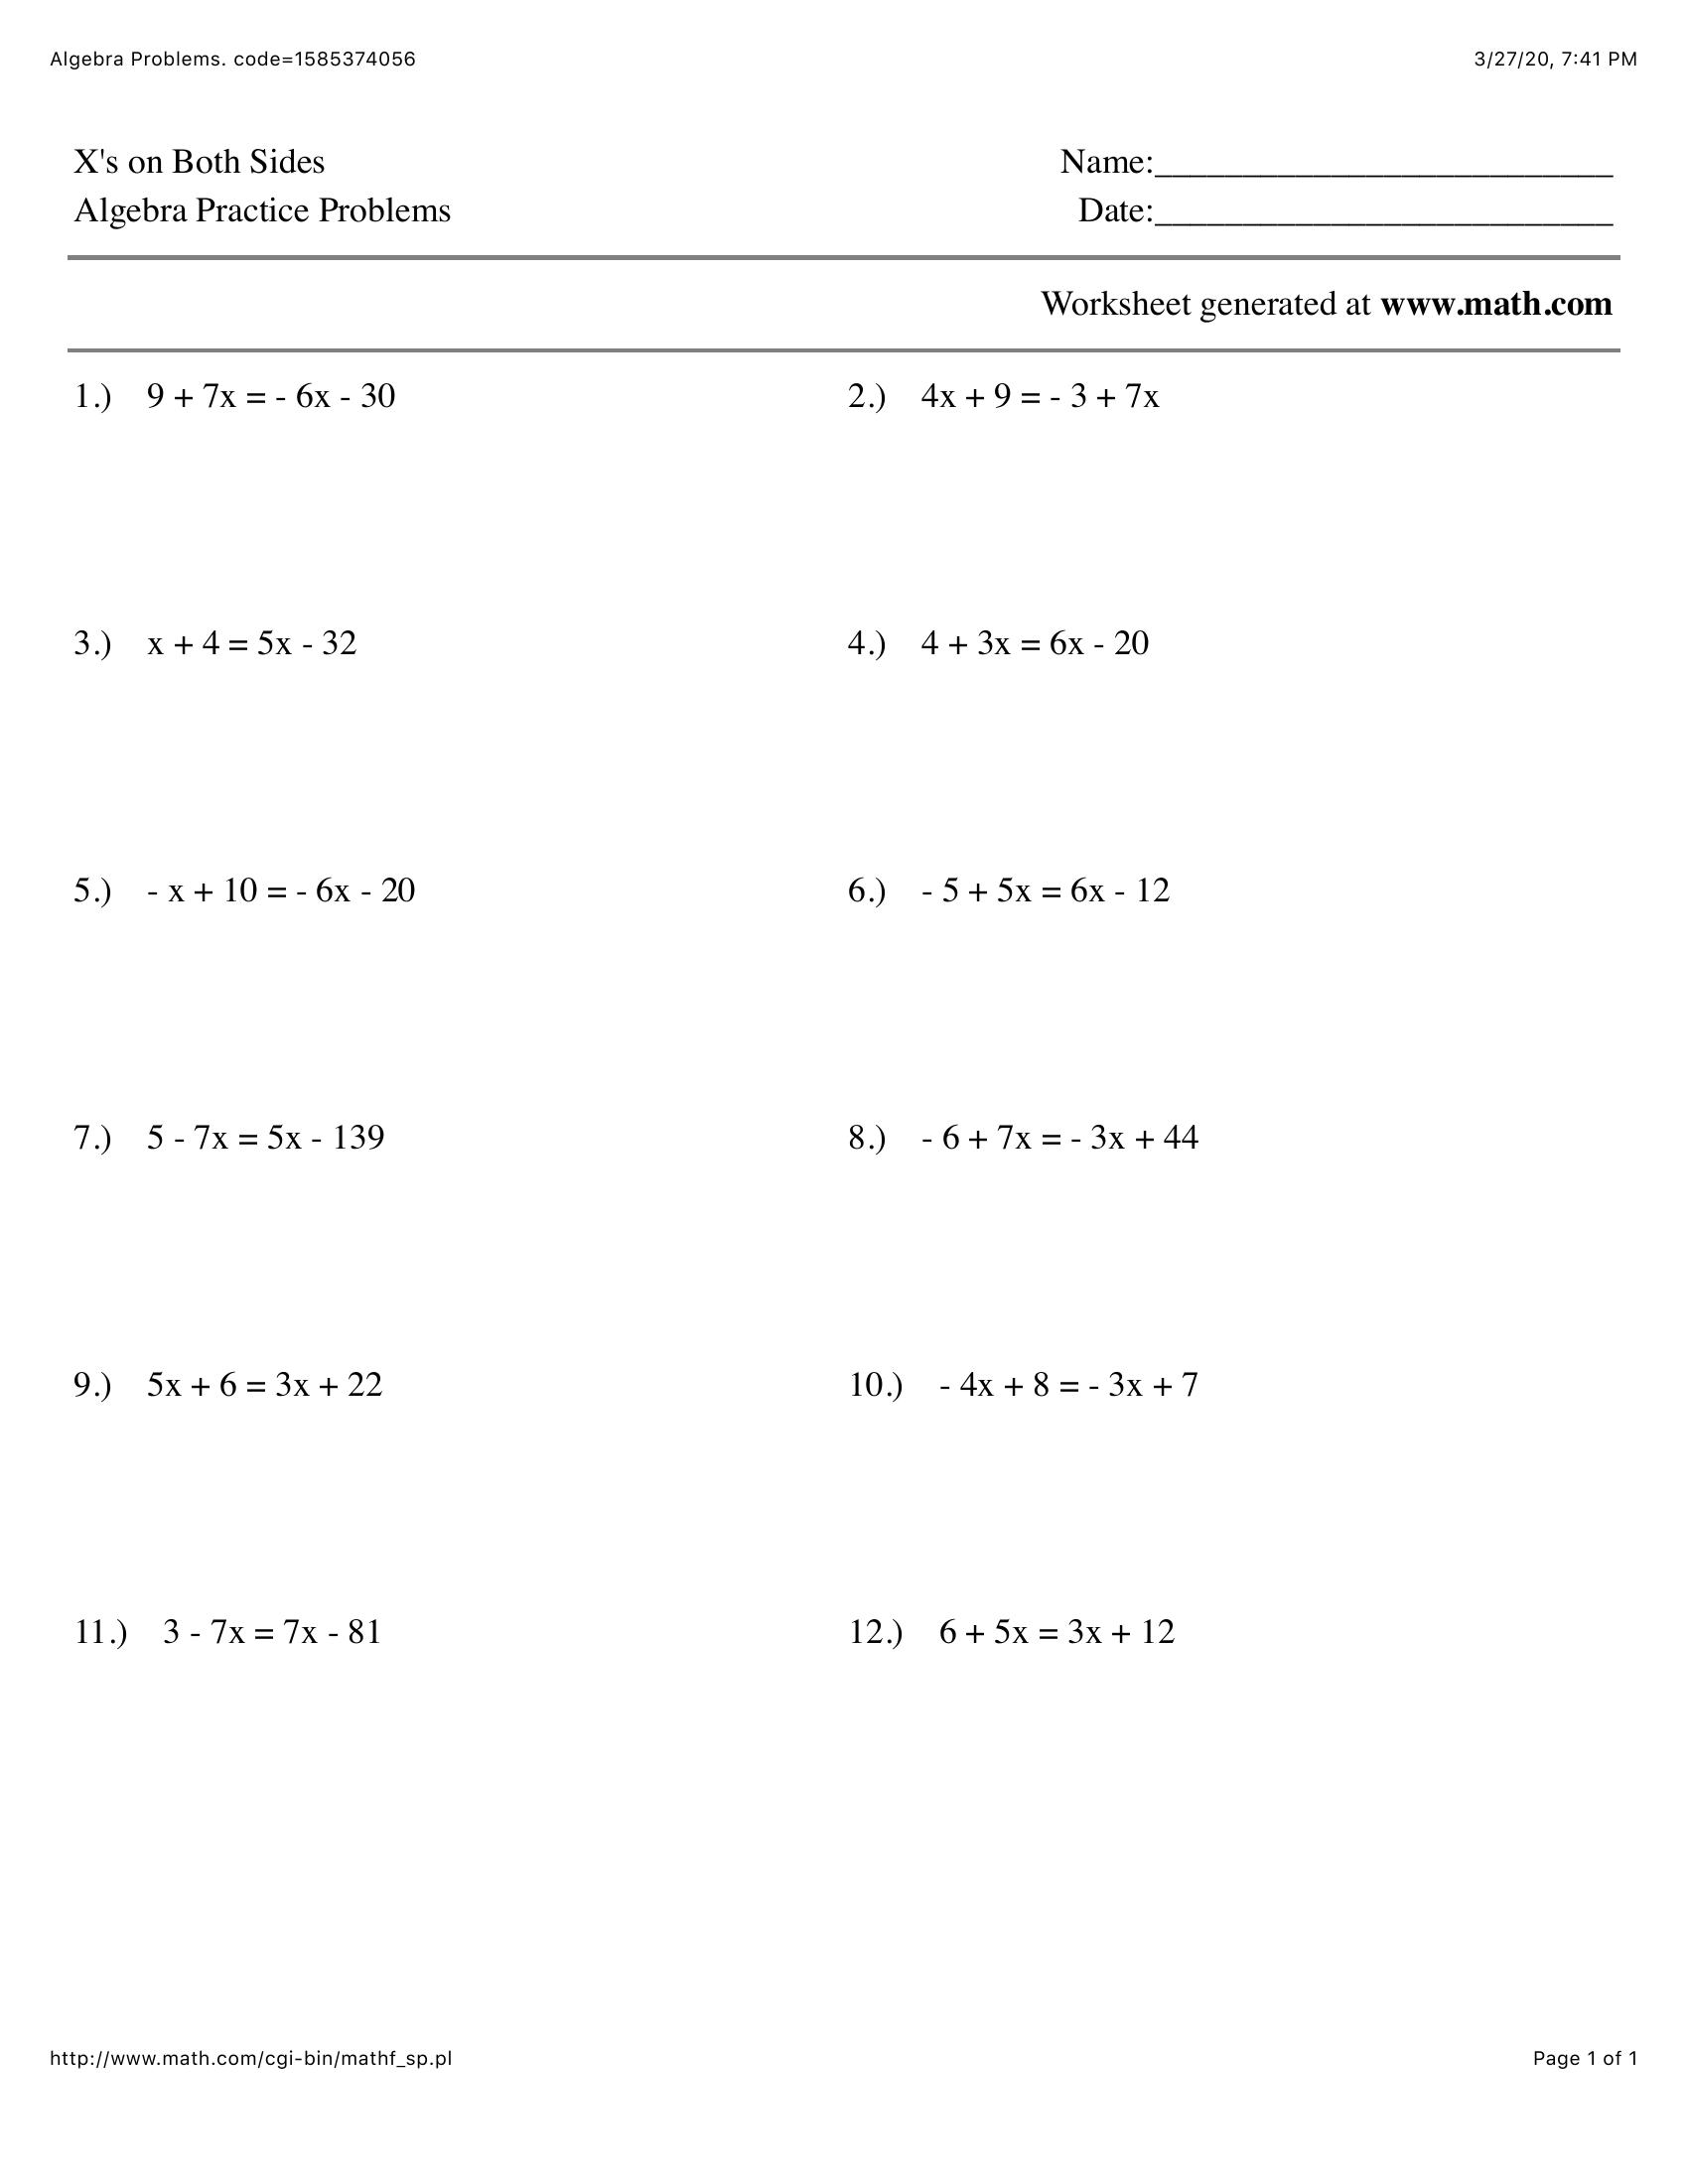 Algebra Problems. code=1585374056 3/27/20, 7:41 PM
X's on Both Sides Name:__________________________
Algebra Practice Problems Date:__________________________
Worksheet generated at www.math.com
1.) 9 + 7x = - 6x - 30 2.) 4x + 9 = - 3 + 7x
3.) x + 4 = 5x - 32 4.) 4 + 3x = 6x - 20
5.) - x + 10 = - 6x - 20 6.) - 5 + 5x = 6x - 12
7.) 5 - 7x = 5x - 139 8.) - 6 + 7x = - 3x + 44
9.) 5x + 6 = 3x + 22 10.) - 4x + 8 = - 3x + 7
11.) 3 - 7x = 7x - 81 12.) 6 + 5x = 3x + 12
http://www.math.com/cgi-bin/mathf_sp.pl Page 1 of 1